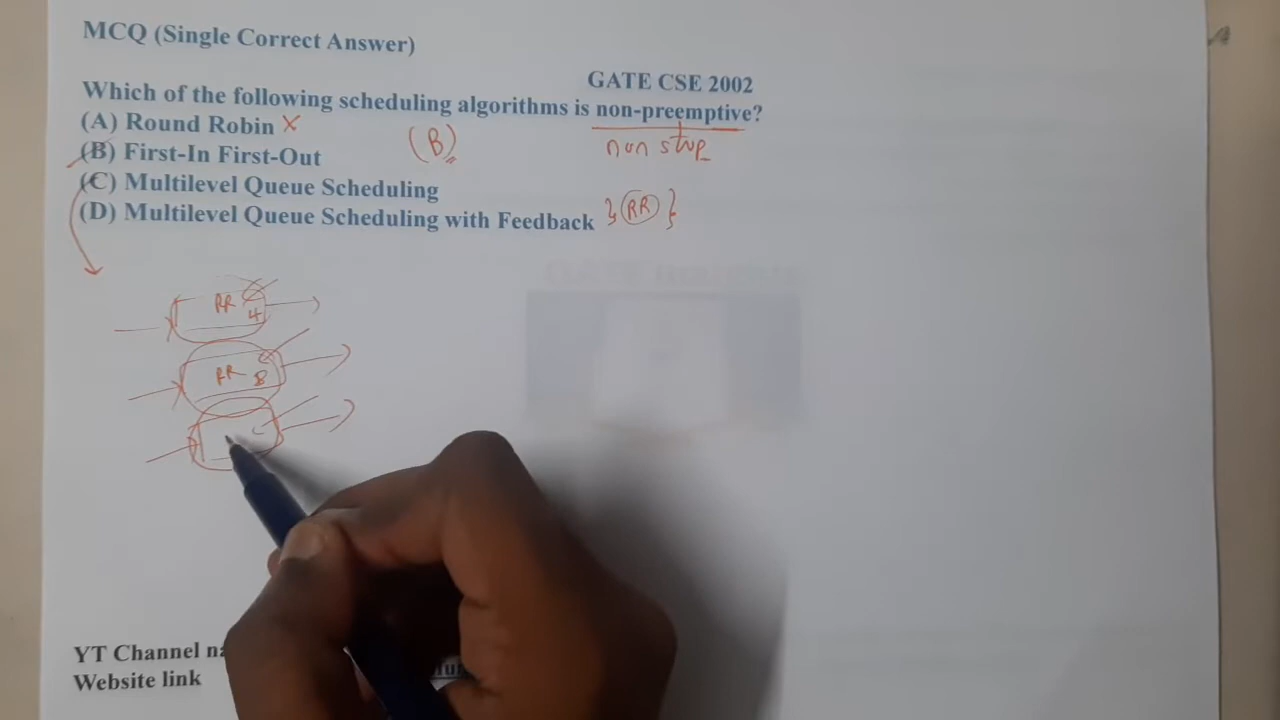 MCQ (Single Correct Answer)
GATE CSE 2002
Which of the following scheduling algorithms is non-preemptive?
(A) Round Robin X
(B) First-In First-Out (B) non stop
(C) Multilevel Queue Scheduling
(D) Multilevel Queue Scheduling with Feedback } (RR) }
RR 4
RR 8
YT Channel
Website link